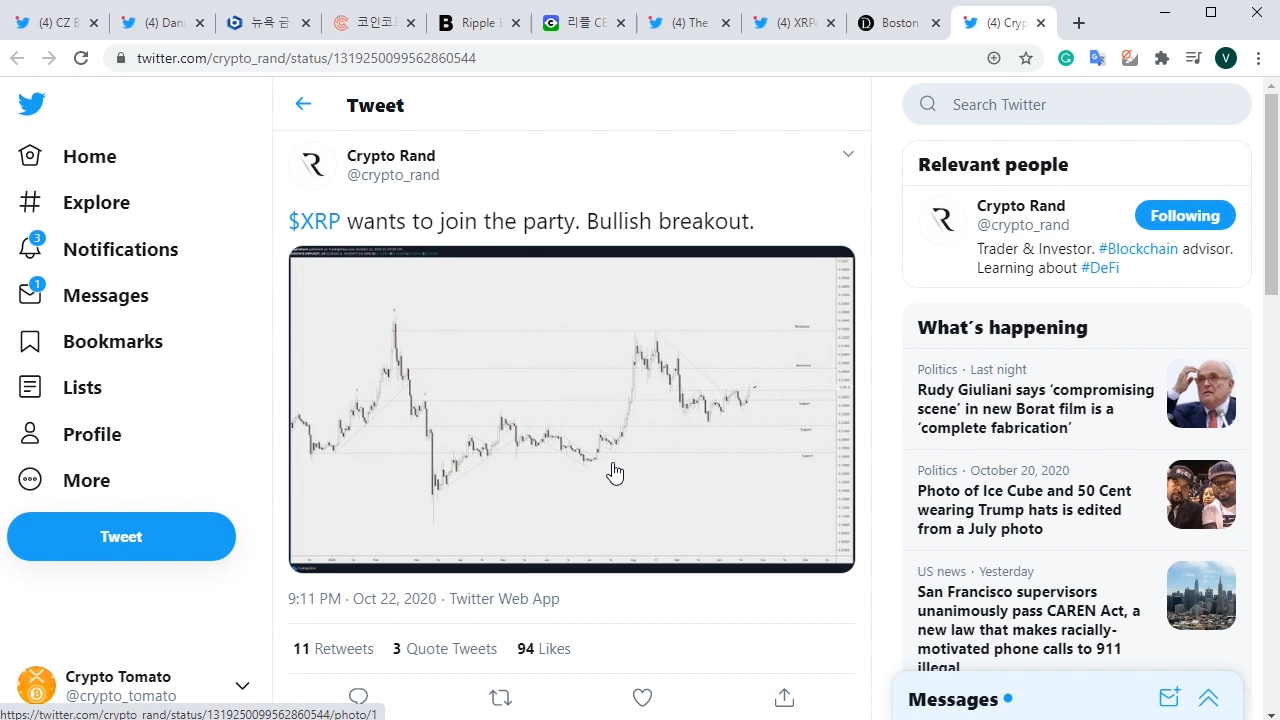 (4) CZ B
(4) Dank
뉴욕 금
코인코
Ripple E
리플 CE
(4) The
(4) XRP
Boston
(4) Cryp
twitter.com/crypto_rand/status/1319250099562860544
V
Home
Explore
3
Notifications
1
Messages
Bookmarks
Lists
Profile
More
Tweet
Crypto Tomato
@crypto_tomato
https://twitter.com/crypto_rand/status/1319250099562860544/photo/1
Tweet
Crypto Rand
@crypto_rand
$XRP wants to join the party. Bullish breakout.
Resistance
Resistance
Support
Support
Support
9:11 PM · Oct 22, 2020 · Twitter Web App
11 Retweets 3 Quote Tweets 94 Likes
Search Twitter
Relevant people
Crypto Rand
@crypto_rand
Following
Trader & Investor. #Blockchain advisor.
Learning about #DeFi
What´s happening
Politics · Last night
Rudy Giuliani says ‘compromising
scene’ in new Borat film is a
‘complete fabrication’
Politics · October 20, 2020
Photo of Ice Cube and 50 Cent
wearing Trump hats is edited
from a July photo
US news · Yesterday
San Francisco supervisors
unanimously pass CAREN Act, a
new law that makes racially-
motivated phone calls to 911
illegal
Messages